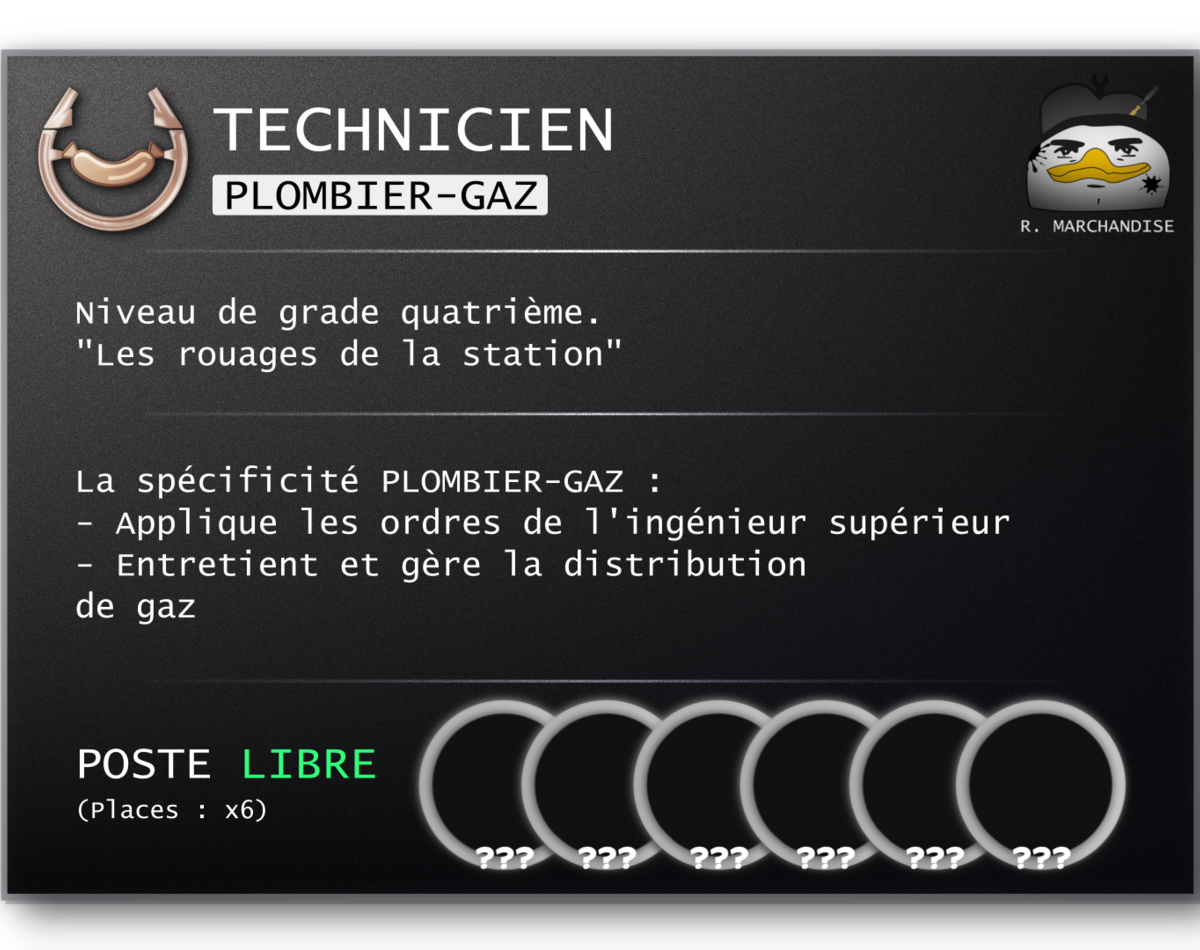 TECHNICIEN
PLOMBIER-GAZ
R. MARCHANDISE
Niveau de grade quatrième.
"Les rouages de la station"
La spécificité PLOMBIER-GAZ :
- Applique les ordres de l'ingénieur supérieur
- Entretient et gère la distribution
de gaz
POSTE LIBRE
(Places : x6)
??? ??? ??? ??? ??? ???